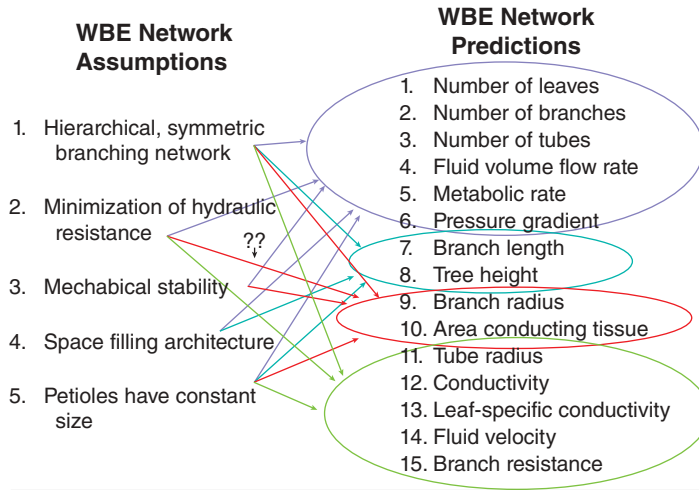 WBE Network
Assumptions
1. Hierarchical, symmetric
branching network
2. Minimization of hydraulic
resistance
??
3. Mechabical stability
4. Space filling architecture
5. Petioles have constant
size
WBE Network
Predictions
1. Number of leaves
2. Number of branches
3. Number of tubes
4. Fluid volume flow rate
5. Metabolic rate
6. Pressure gradient
7. Branch length
8. Tree height
9. Branch radius
10. Area conducting tissue
11. Tube radius
12. Conductivity
13. Leaf-specific conductivity
14. Fluid velocity
15. Branch resistance